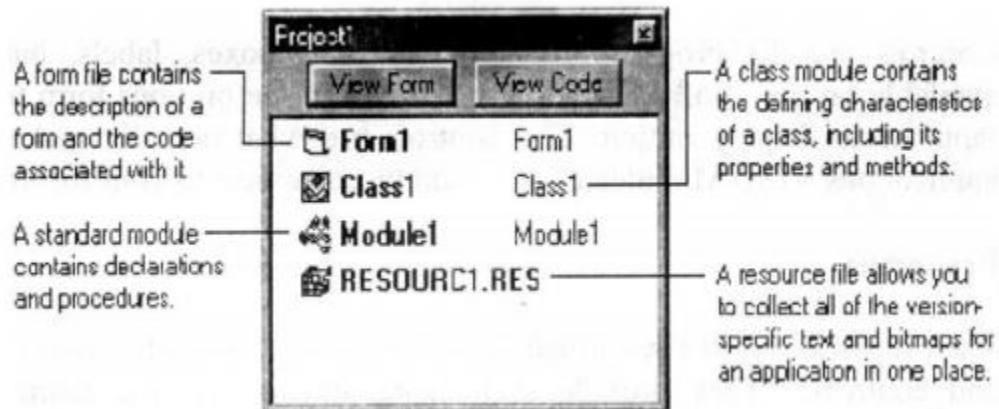 Project1
View Form View Code
A form file contains
the description of a
form and the code
associated with it.
A standard module
contains declarations
and procedures.
Form1 Form1
Class1 Class1
Module1 Module1
RESOURC1.RES
A class module contains
the defining characteristics
of a class, including its
properties and methods.
A resource file allows you
to collect all of the version-
specific text and bitmaps for
an application in one place.